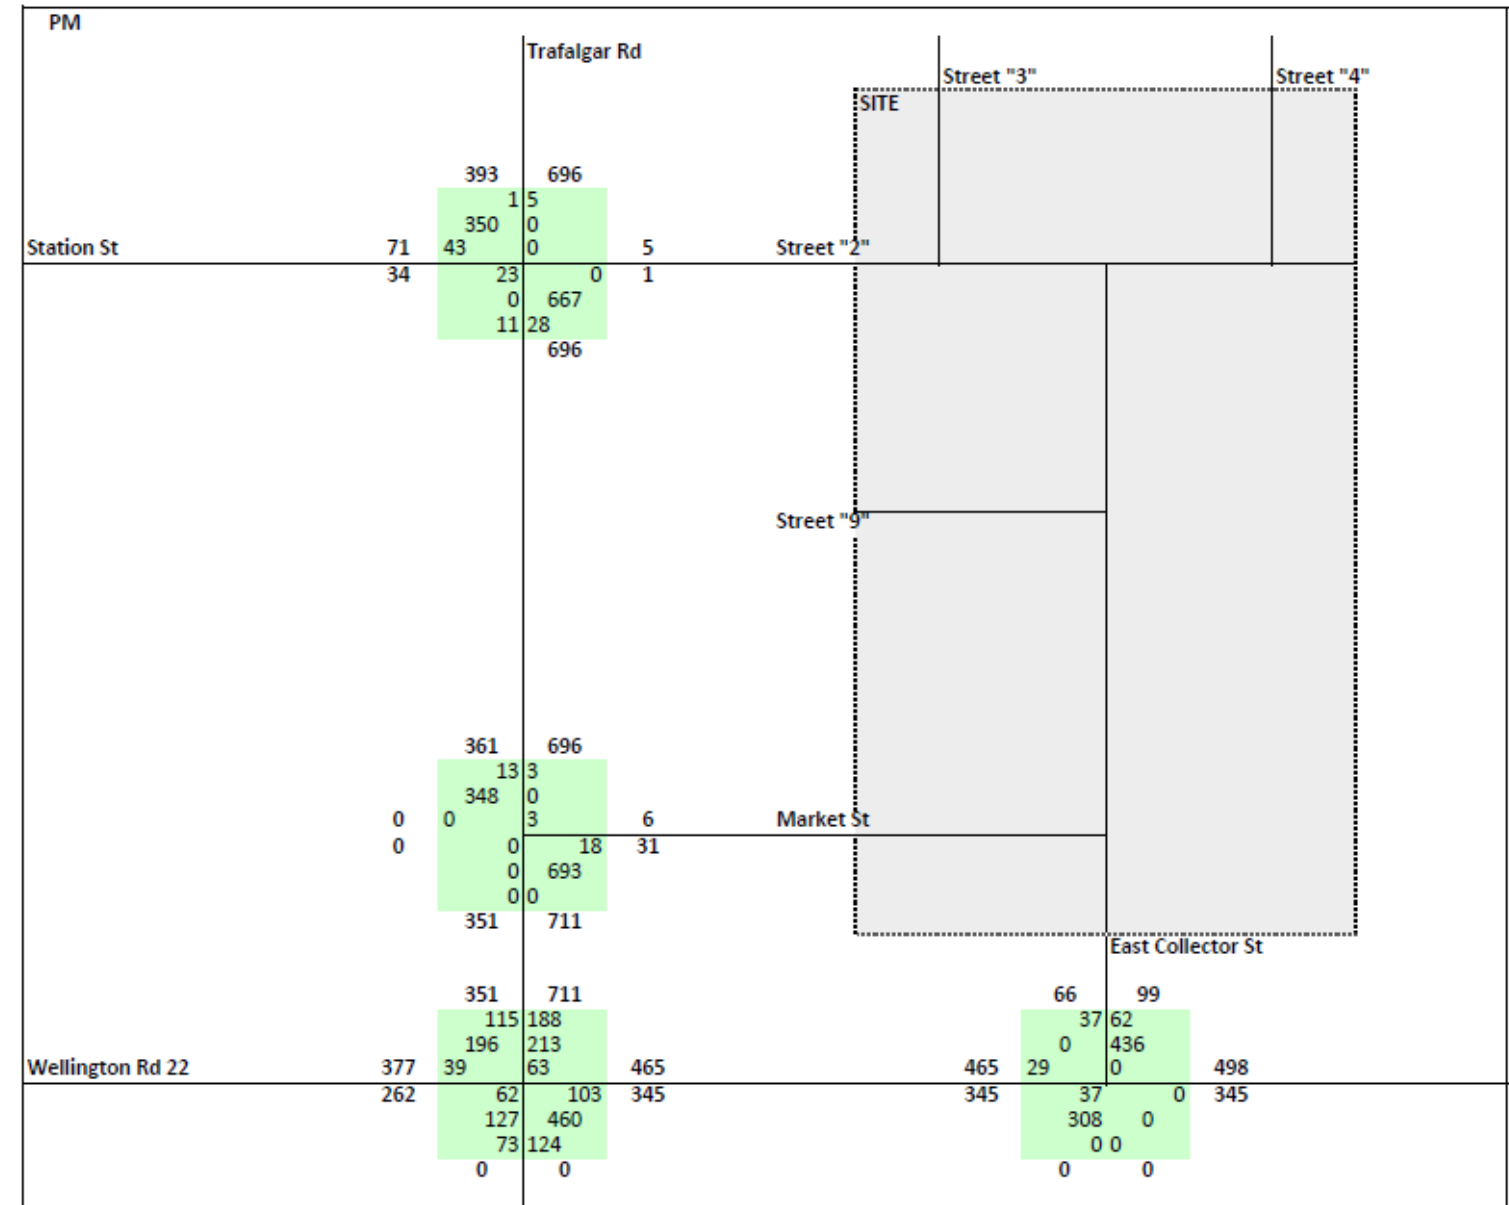 PM
Trafalgar Rd
Street "3" Street "4"
SITE
393 696
1 5
350 0
Station St 71 43 0 5 Street "2"
34 23 0 1
0 667
11 28
696
Street "9"
361 696
13 3
348 0
0 0 3 6 Market St
0 0 18 31
0 693
0 0
351 711
East Collector St
351 711 66 99
115 188 37 62
196 213 0 436
Wellington Rd 22 377 39 63 465 465 29 0 498
262 62 103 345 345 37 0 345
127 460 308 0
73 124 0 0
0 0 0 0